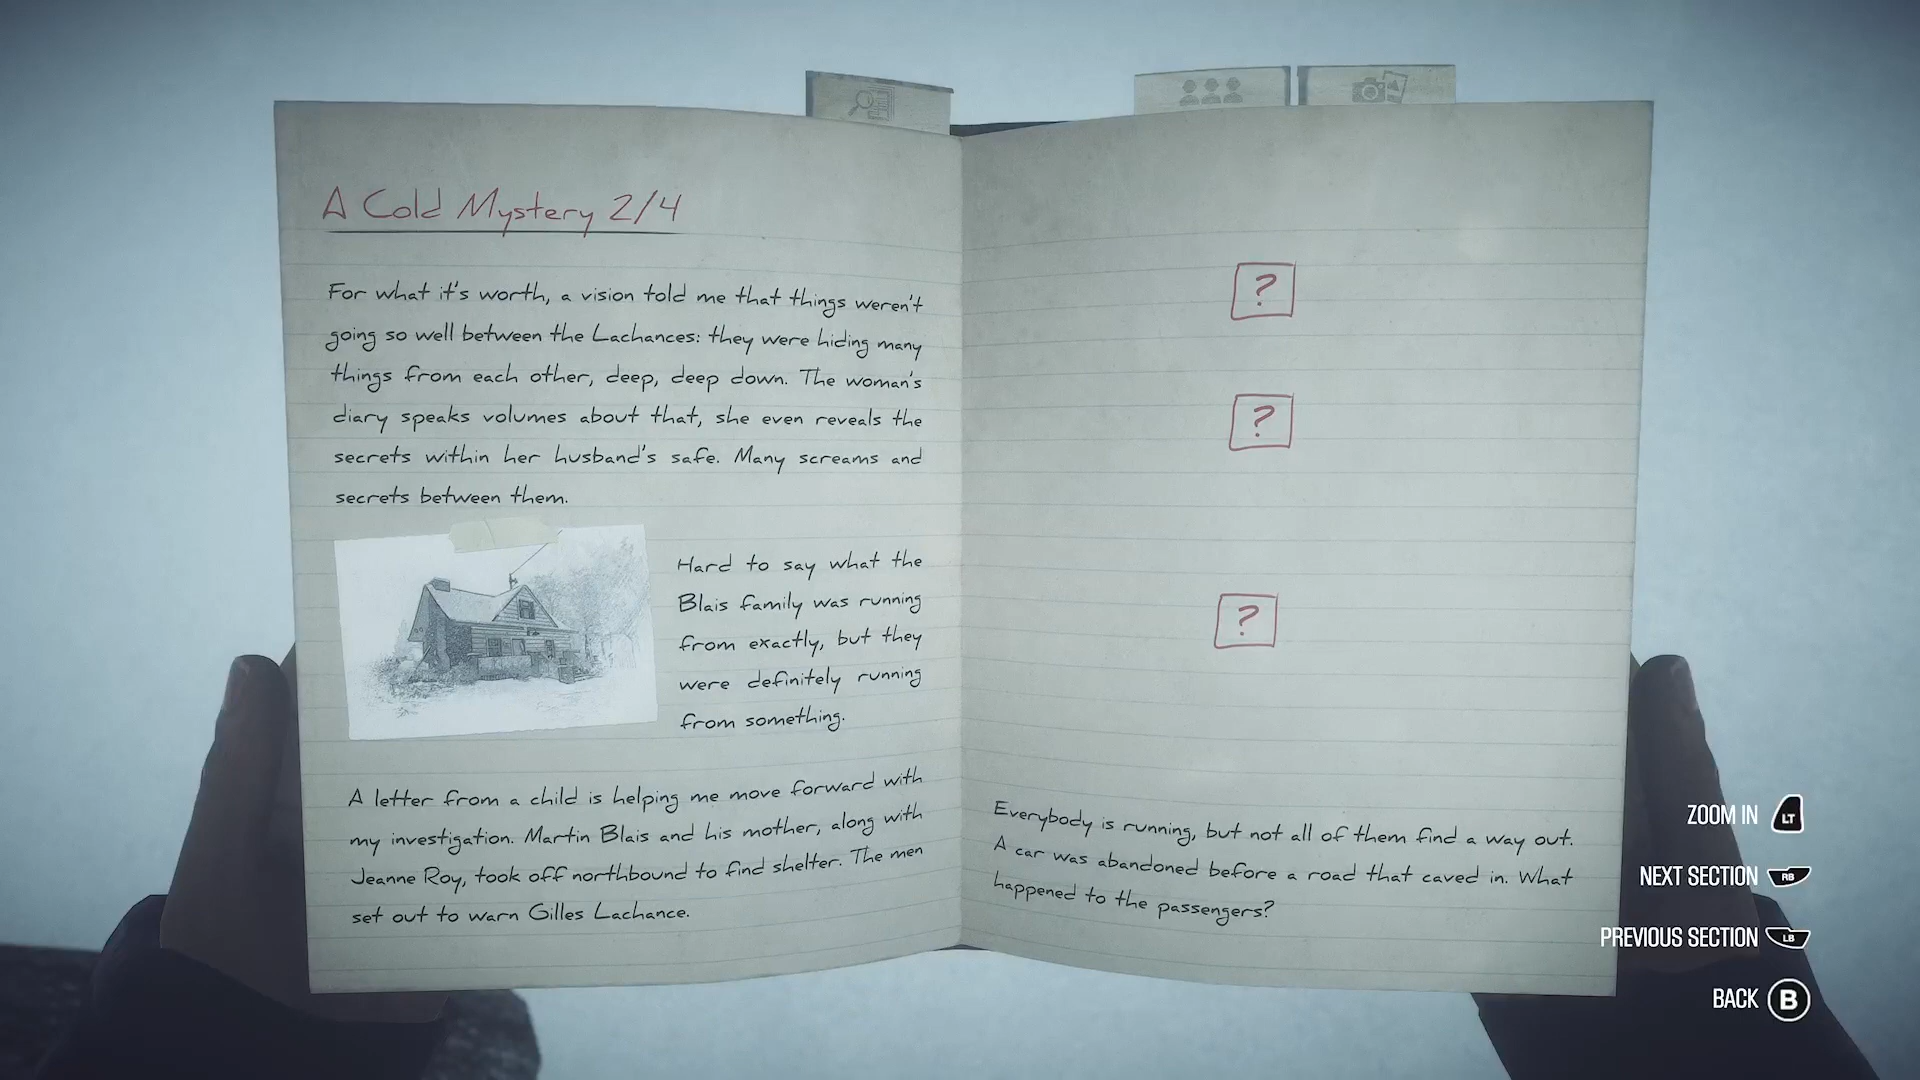 A Cold Mystery 2/4
For what it's worth, a vision told me that things weren't
going so well between the Lachances: they were hiding many
things from each other, deep, deep down. The woman's
diary speaks volumes about that, she even reveals the
secrets within her husband's safe. Many screams and
secrets between them.
Hard to say what the
Blais family was running
from exactly, but they
were definitely running
from something.
A letter from a child is helping me move forward with
my investigation. Martin Blais and his mother, along with
Jeanne Roy, took off northbound to find shelter. The men
set out to warn Gilles Lachance.
?
?
?
Everybody is running, but not all of them find a way out.
A car was abandoned before a road that caved in. What
happened to the passengers?
ZOOM IN LT
NEXT SECTION RB
PREVIOUS SECTION LB
BACK B